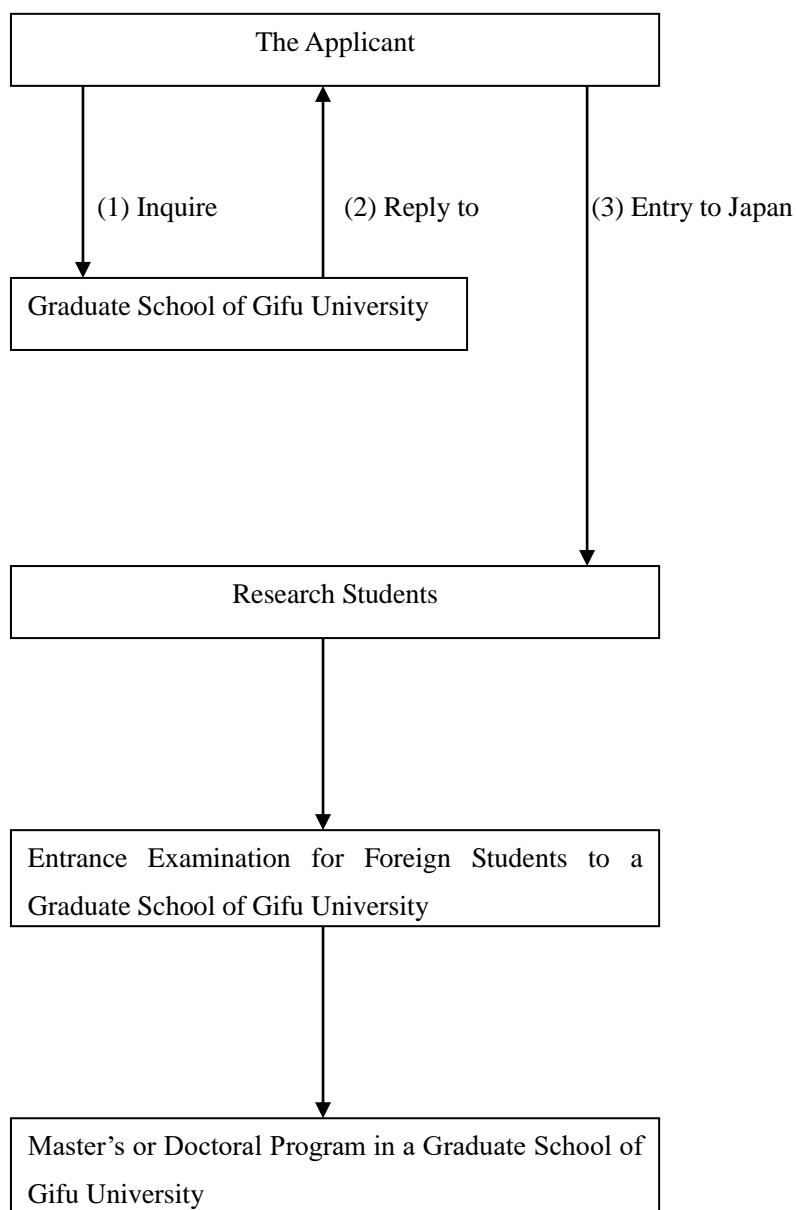 The Applicant
(1) Inquire
(2) Reply to
(3) Entry to Japan
Graduate School of Gifu University
Research Students
Entrance Examination for Foreign Students to a
Graduate School of Gifu University
Master’s or Doctoral Program in a Graduate School of
Gifu University